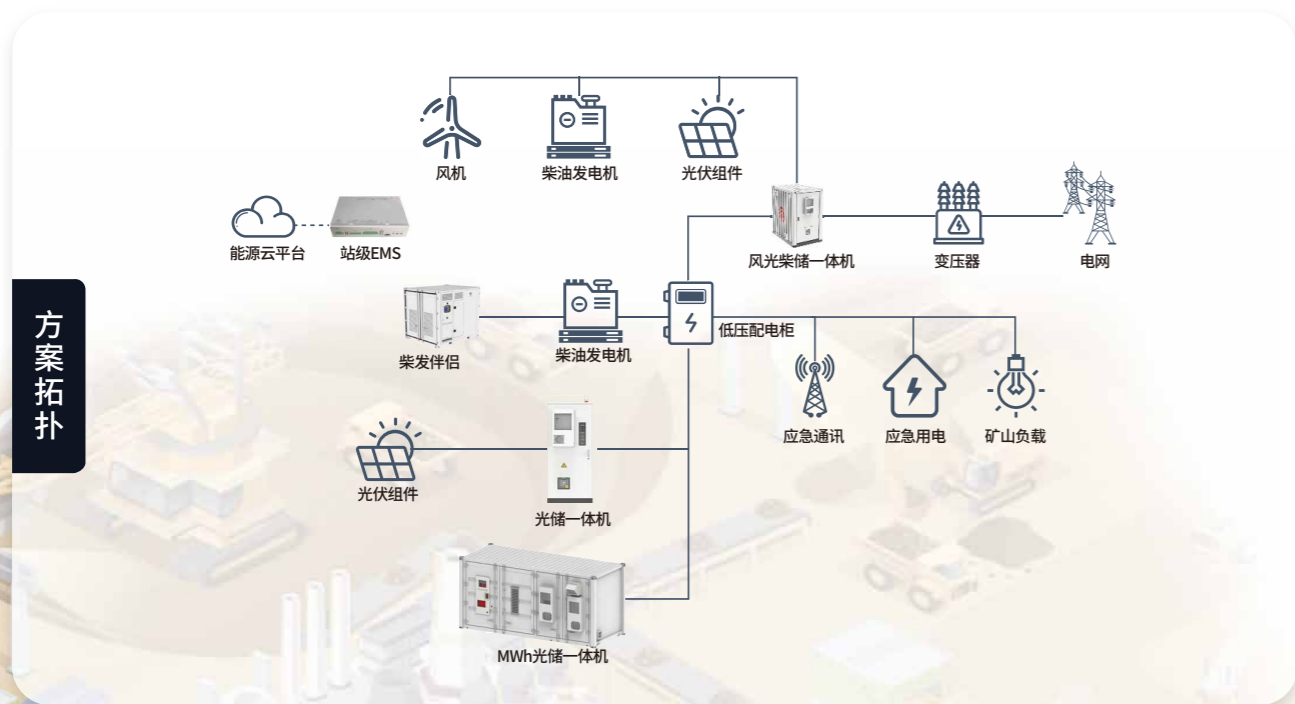 方案拓扑
风机
柴油发电机
光伏组件
能源云平台
站级EMS
风光柴储一体机
变压器
电网
柴发伴侣
柴油发电机
低压配电柜
应急通讯
应急用电
矿山负载
光伏组件
光储一体机
MWh光储一体机